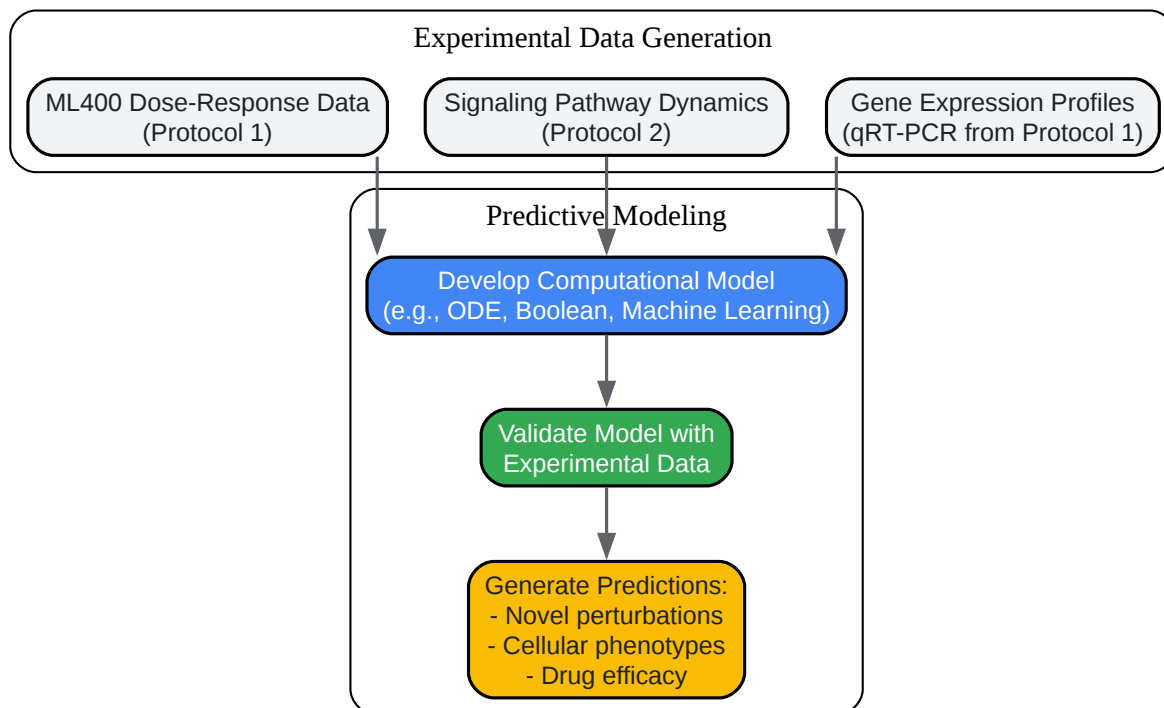 Experimental Data Generation
ML400 Dose-Response Data
(Protocol 1)
Signaling Pathway Dynamics
(Protocol 2)
Gene Expression Profiles
(qRT-PCR from Protocol 1)
Predictive Modeling
Develop Computational Model
(e.g., ODE, Boolean, Machine Learning)
Validate Model with
Experimental Data
Generate Predictions:
- Novel perturbations
- Cellular phenotypes
- Drug efficacy